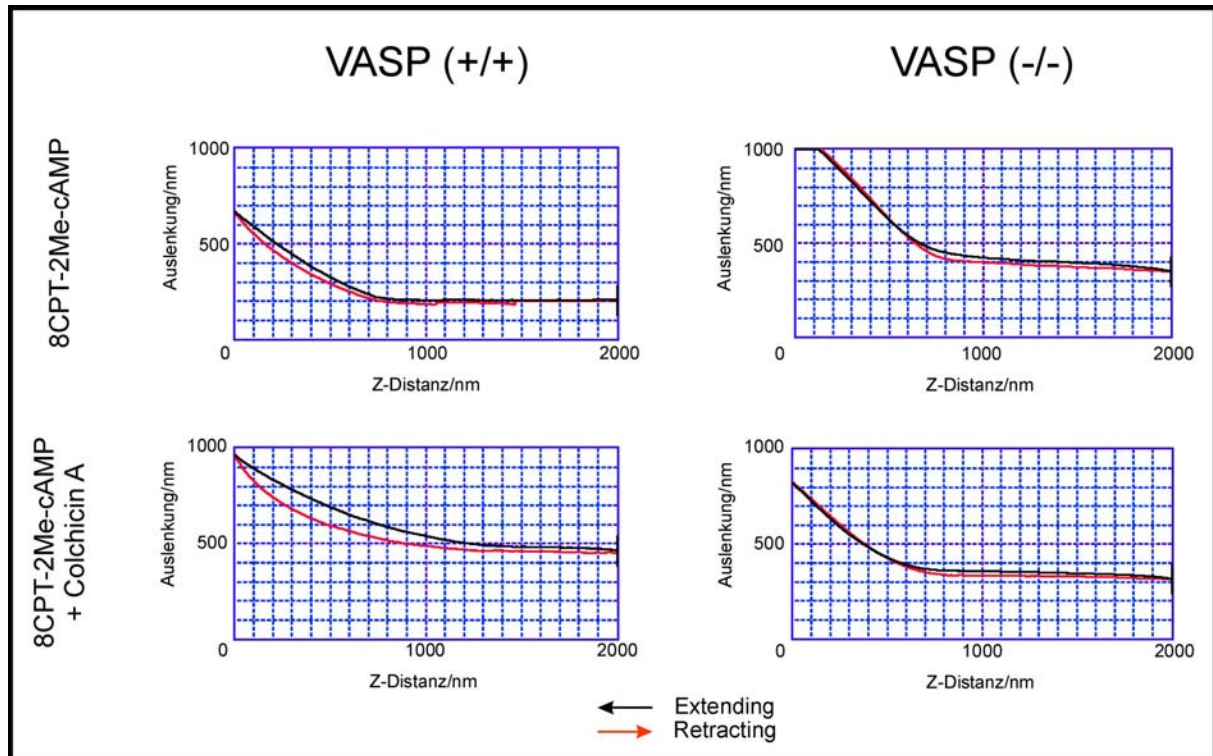 VASP (+/+)
VASP (-/-)
8CPT-2Me-cAMP
Auslenkung/nm
1000
500
0
1000
2000
Z-Distanz/nm
Auslenkung/nm
1000
500
0
1000
2000
Z-Distanz/nm
8CPT-2Me-cAMP
+ Colchicin A
Auslenkung/nm
1000
500
0
1000
2000
Z-Distanz/nm
Auslenkung/nm
1000
500
0
1000
2000
Z-Distanz/nm
Extending
Retracting